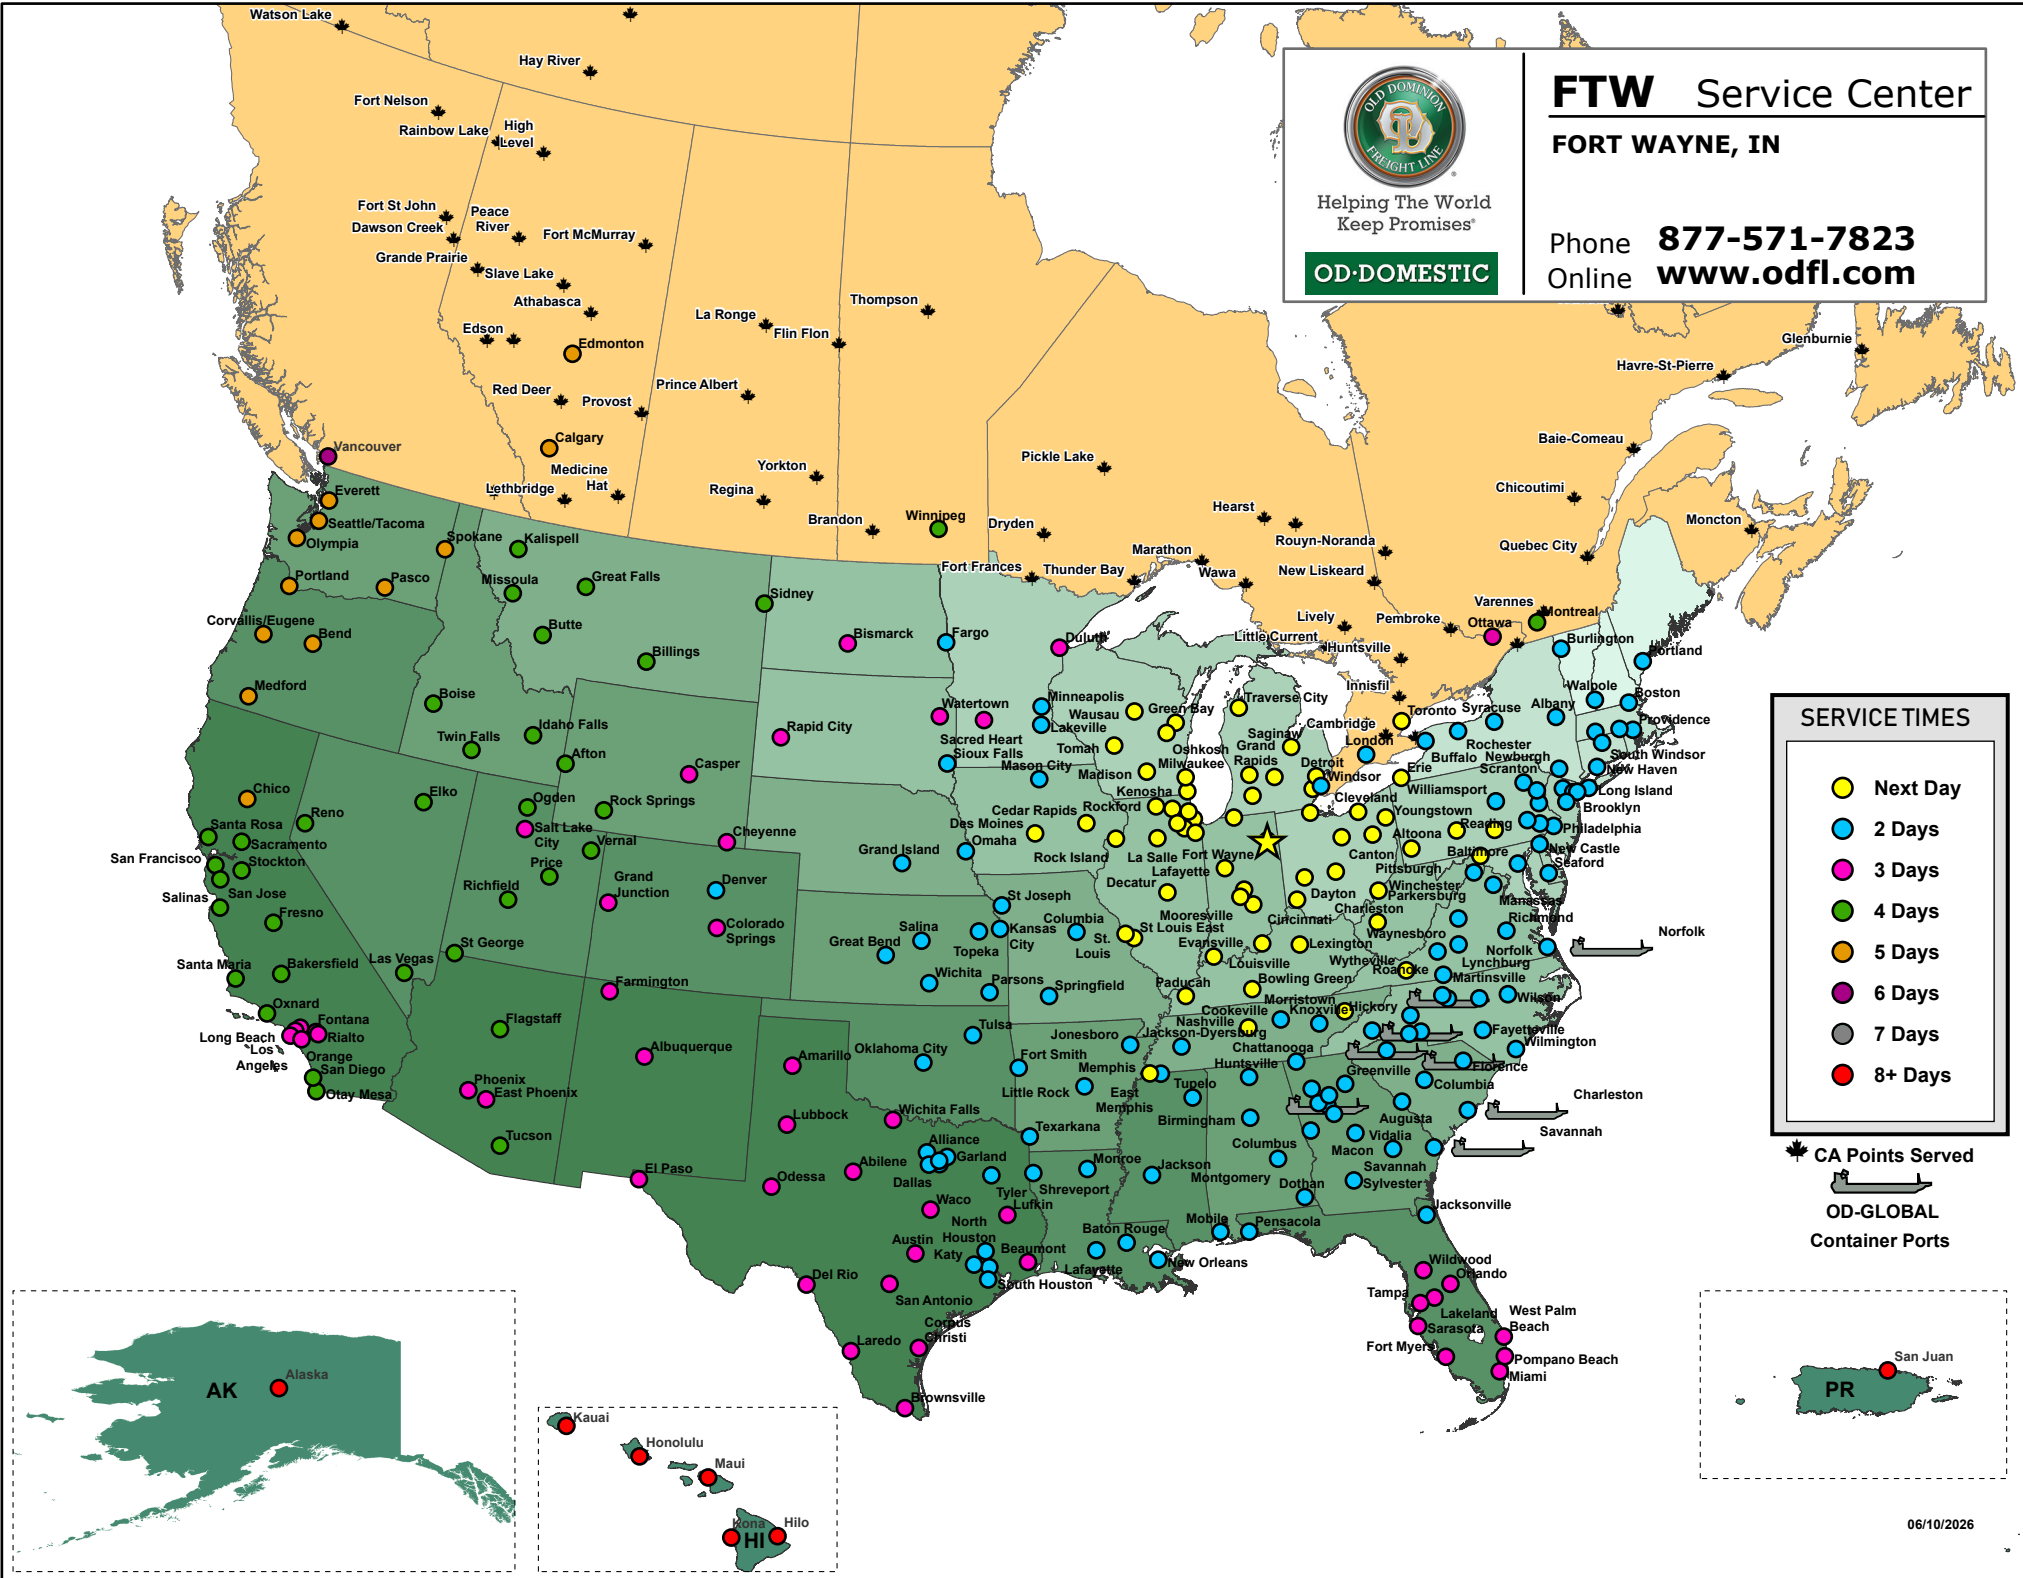 Watson Lake
Hay River
Fort Nelson
Rainbow Lake
High
Level
Fort St John
Dawson Creek
Peace
River
Fort McMurray
Grande Prairie
Slave Lake
Athabasca
Edson
Edmonton
La Ronge
Flin Flon
Thompson
Red Deer
Provost
Prince Albert
Calgary
Vancouver
Medicine
Hat
Lethbridge
Yorkton
Regina
Brandon
Winnipeg
Dryden
Pickle Lake
Fort Frances
Thunder Bay
Marathon
Wawa
Hearst
Rouyn-Noranda
New Liskeard
Lively
Little Current
Huntsville
Pembroke
Innisfil
Ottawa
Varennes
Montreal
Toronto
Cambridge
London
Windsor
Quebec City
Chicoutimi
Baie-Comeau
Havre-St-Pierre
Glenburnie
Moncton
OLD DOMINION
FREIGHT LINE
Helping The World
Keep Promises®
OD·DOMESTIC
FTW Service Center
FORT WAYNE, IN
Phone 877-571-7823
Online www.odfl.com
Everett
Seattle/Tacoma
Olympia
Spokane
Portland
Pasco
Corvallis/Eugene
Bend
Medford
Kalispell
Missoula
Great Falls
Butte
Billings
Sidney
Boise
Idaho Falls
Twin Falls
Afton
Casper
Rock Springs
Cheyenne
Chico
Reno
Elko
Ogden
Salt Lake
City
Vernal
Price
Richfield
St George
Santa Rosa
Sacramento
San Francisco
Stockton
San Jose
Salinas
Fresno
Santa Maria
Bakersfield
Las Vegas
Oxnard
Fontana
Long Beach
Rialto
Los
Angeles
Orange
San Diego
Otay Mesa
Grand
Junction
Denver
Colorado
Springs
Farmington
Flagstaff
Albuquerque
Phoenix
East Phoenix
Tucson
El Paso
Bismarck
Fargo
Duluth
Watertown
Sacred Heart
Rapid City
Sioux Falls
Minneapolis
Lakeville
Mason City
Grand Island
Omaha
Des Moines
Cedar Rapids
Rock Island
Wausau
Green Bay
Tomah
Oshkosh
Madison
Milwaukee
Kenosha
Rockford
La Salle
Traverse City
Saginaw
Grand
Rapids
Detroit
Fort Wayne
Lafayette
Decatur
Mooresville
Evansville
St Joseph
Kansas
City
Topeka
Salina
Great Bend
Wichita
Parsons
Columbia
St.
Louis
St Louis East
Springfield
Paducah
Cleveland
Youngstown
Canton
Dayton
Cincinnati
Charleston
Parkersburg
Winchester
Erie
Pittsburgh
Altoona
Williamsport
Reading
Scranton
Philadelphia
Buffalo
Rochester
Syracuse
Albany
Newburgh
Burlington
Portland
Walpole
Boston
Providence
South Windsor
New Haven
Long Island
Brooklyn
New Castle
Seaford
Baltimore
Manassas
Richmond
Norfolk
Norfolk
Waynesboro
Lynchburg
Roanoke
Wytheville
Martinsville
Lexington
Louisville
Bowling Green
Morristown
Knoxville
Cookeville
Nashville
Jackson-Dyersburg
Chattanooga
Memphis
East
Memphis
Hickory
Wilson
Fayetteville
Wilmington
Florence
Greenville
Columbia
Charleston
Savannah
Augusta
Vidalia
Macon
Savannah
Sylvester
Columbus
Huntsville
Birmingham
Montgomery
Dothan
Mobile
Pensacola
Tupelo
Jackson
Jonesboro
Little Rock
Fort Smith
Tulsa
Oklahoma City
Texarkana
Monroe
Shreveport
Baton Rouge
Lafayette
New Orleans
Amarillo
Lubbock
Wichita Falls
Alliance
Garland
Dallas
Abilene
Odessa
Waco
Tyler
Lufkin
North
Houston
Austin
Katy
Beaumont
South Houston
Del Rio
San Antonio
Corpus
Christi
Laredo
Brownsville
Jacksonville
Wildwood
Orlando
Tampa
Lakeland
Sarasota
Fort Myers
West Palm
Beach
Pompano Beach
Miami
SERVICE TIMES
Next Day
2 Days
3 Days
4 Days
5 Days
6 Days
7 Days
8+ Days
CA Points Served
OD-GLOBAL
Container Ports
AK
Alaska
Kauai
Honolulu
Maui
Kona
Hilo
HI
San Juan
PR
06/10/2026